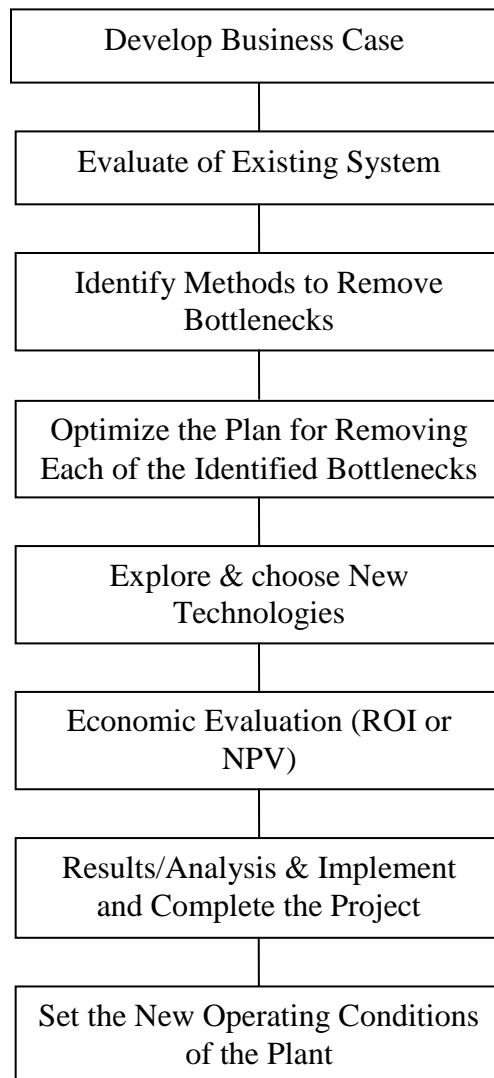 Develop Business Case
Evaluate of Existing System
Identify Methods to Remove
Bottlenecks
Optimize the Plan for Removing
Each of the Identified Bottlenecks
Explore & choose New
Technologies
Economic Evaluation (ROI or
NPV)
Results/Analysis & Implement
and Complete the Project
Set the New Operating Conditions
of the Plant